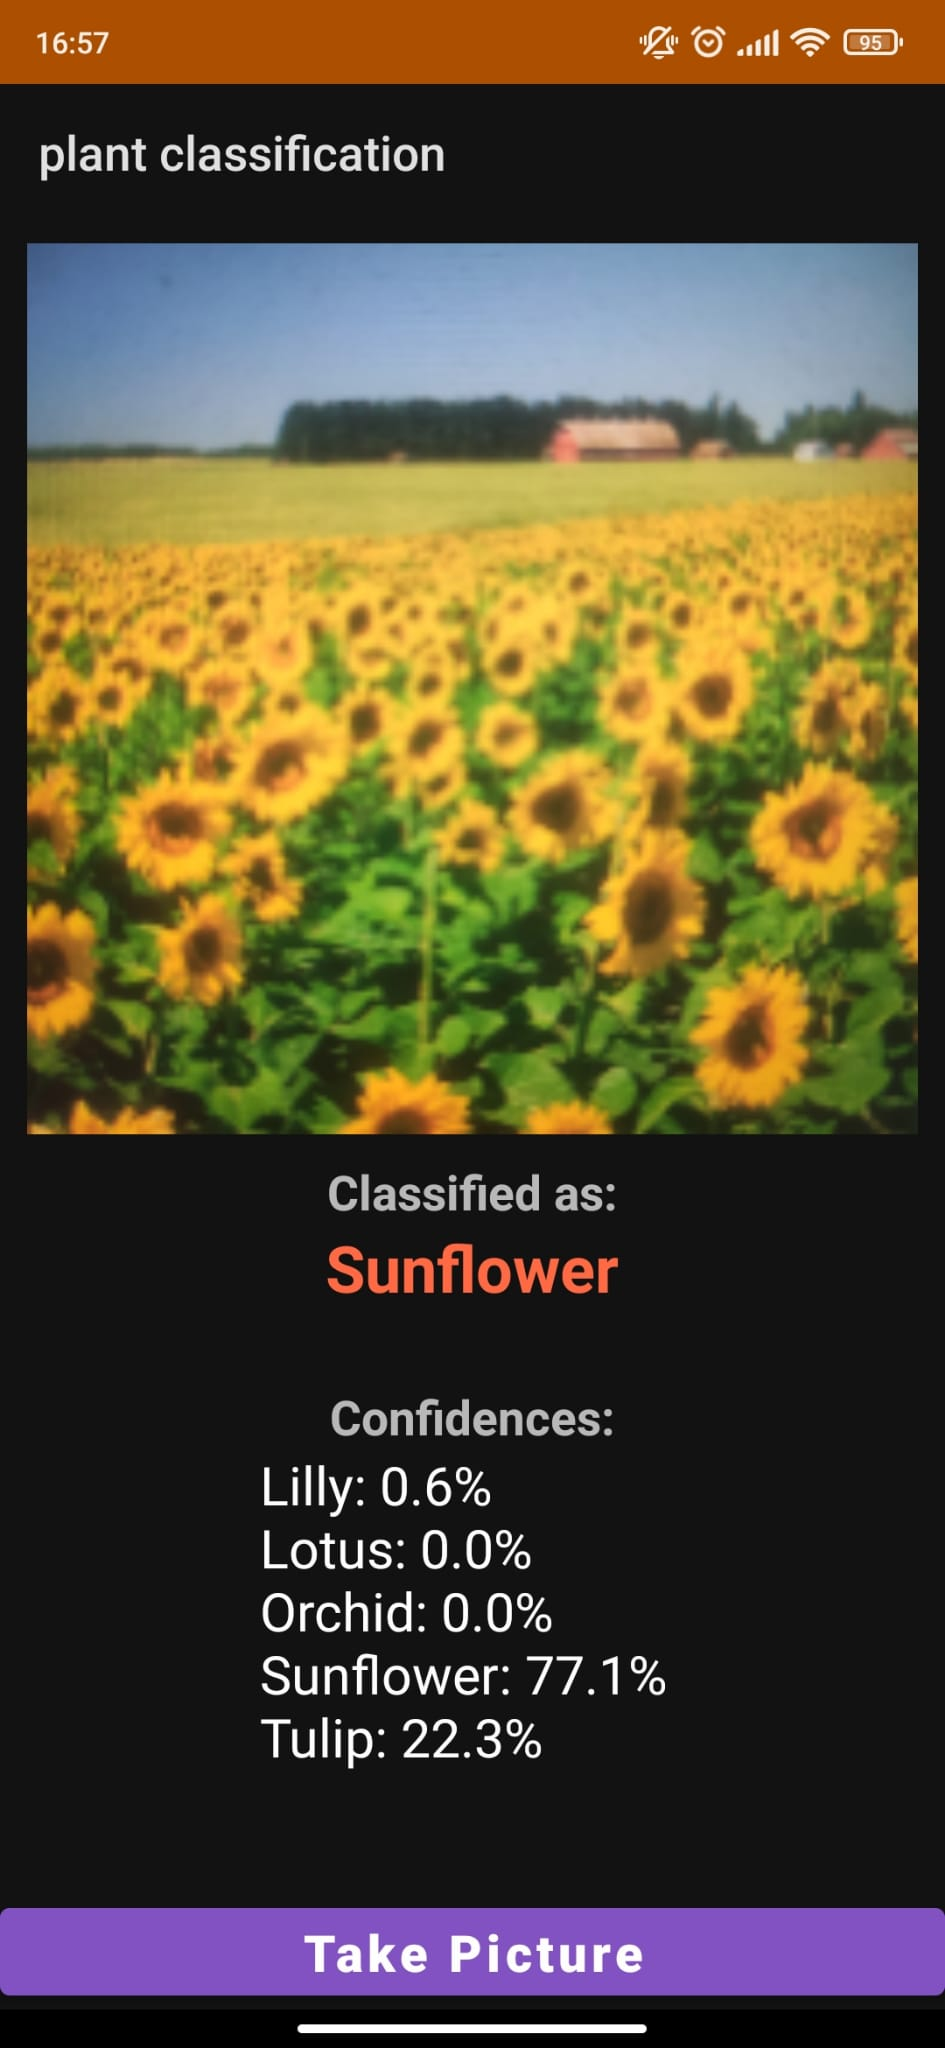 16:57
95
plant classification
Classified as:
Sunflower
Confidences:
Lilly: 0.6%
Lotus: 0.0%
Orchid: 0.0%
Sunflower: 77.1%
Tulip: 22.3%
Take Picture